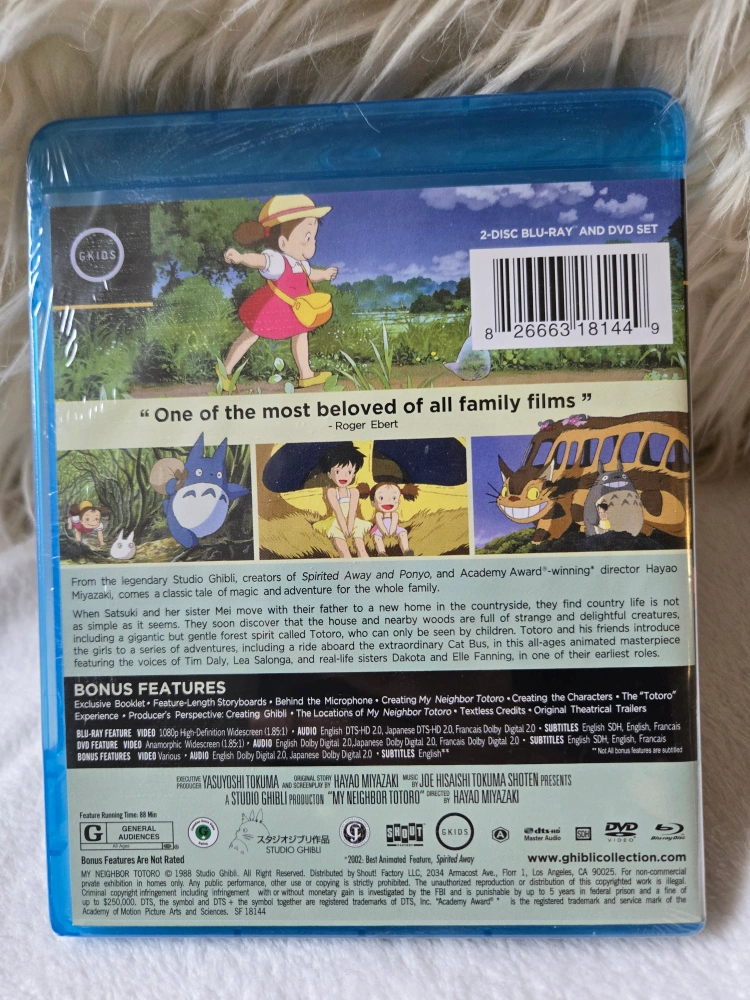 GKIDS
2-DISC BLU-RAY™ AND DVD SET
8 26663 18144 9
“ One of the most beloved of all family films ”
- Roger Ebert
From the legendary Studio Ghibli, creators of Spirited Away and Ponyo, and Academy Award®-winning* director Hayao
Miyazaki, comes a classic tale of magic and adventure for the whole family.
When Satsuki and her sister Mei move with their father to a new home in the countryside, they find country life is not
as simple as it seems. They soon discover that the house and nearby woods are full of strange and delightful creatures,
including a gigantic but gentle forest spirit called Totoro, who can only be seen by children. Totoro and his friends introduce
the girls to a series of adventures, including a ride aboard the extraordinary Cat Bus, in this all-ages animated masterpiece
featuring the voices of Tim Daly, Lea Salonga, and real-life sisters Dakota and Elle Fanning, in one of their earliest roles.
BONUS FEATURES
Exclusive Booklet • Feature-Length Storyboards • Behind the Microphone • Creating My Neighbor Totoro • Creating the Characters • The "Totoro"
Experience • Producer's Perspective: Creating Ghibli • The Locations of My Neighbor Totoro • Textless Credits • Original Theatrical Trailers
BLU-RAY FEATURE VIDEO 1080p High-Definition Widescreen (1.85:1) • AUDIO English DTS-HD 2.0, Japanese DTS-HD 2.0, Francais Dolby Digital 2.0 • SUBTITLES English SDH, English, Francais
DVD FEATURE VIDEO Anamorphic Widescreen (1.85:1) • AUDIO English Dolby Digital 2.0,Japanese Dolby Digital 2.0, Francais Dolby Digital 2.0 • SUBTITLES English SDH, English, Francais
BONUS FEATURES VIDEO Various • AUDIO English Dolby Digital 2.0, Japanese Dolby Digital 2.0 • SUBTITLES English**
**Not All bonus features are subtitled
EXECUTIVE PRODUCER YASUYOSHI TOKUMA ORIGINAL STORY AND SCREENPLAY BY HAYAO MIYAZAKI MUSIC BY JOE HISAISHI TOKUMA SHOTEN PRESENTS
A STUDIO GHIBLI PRODUCTON "MY NEIGHBOR TOTORO" DIRECTED BY HAYAO MIYAZAKI
Feature Running Time: 88 Min
G GENERAL AUDIENCES
All Ages
スタジオジブリ作品
STUDIO GHIBLI
SHOUT!
GKIDS
A
dts-HD Master Audio
SDH
DVD VIDEO
Blu-ray Disc
Bonus Features Are Not Rated
*2002: Best Animated Feature, Spirited Away
www.ghiblicollection.com
MY NEIGHBOR TOTORO © 1988 Studio Ghibli. All Right Reserved. Distributed by Shout! Factory LLC, 2034 Armacost Ave., Florr 1, Los Angeles, CA 90025. For non-commercial
private exhibition in homes only. Any public performance, other use or copying is strictly prohibited. The unauthorized reproduction or distribution of this copyrighted work is illegal.
Criminal copyright infringement including infringement with or without monetary gain is investigated by the FBI and is punishable by up to 5 years in federal prison and a fine of
up to $250,000. DTS, the symbol and DTS + the symbol together are registered trademarks of DTS, Inc. "Academy Award ® " is the registered trademark and service mark of the
Academy of Motion Picture Arts and Sciences. SF 18144